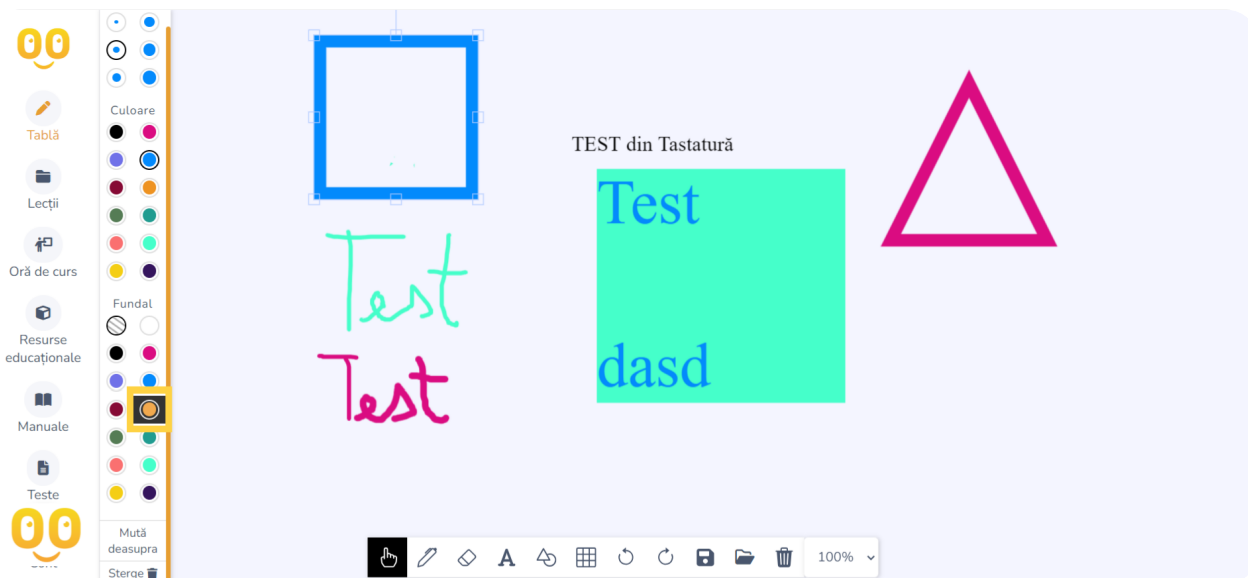 Tablă
Lecții
Oră de curs
Resurse
educaționale
Manuale
Teste
Culoare
Fundal
Mută
deasupra
Sterge
TEST din Tastatură
Test
dasd
Test
Test
A
100%